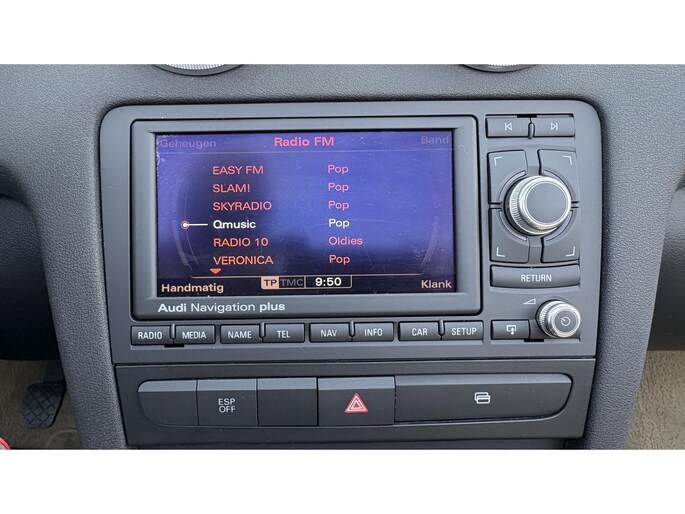 Geheugen Radio FM Band
EASY FM Pop
SLAM! Pop
SKYRADIO Pop
Qmusic Pop
RADIO 10 Oldies
VERONICA Pop
Handmatig TP TMC 9:50 Klank
Audi Navigation plus
RETURN
RADIO MEDIA NAME TEL NAV INFO CAR SETUP
ESP
OFF